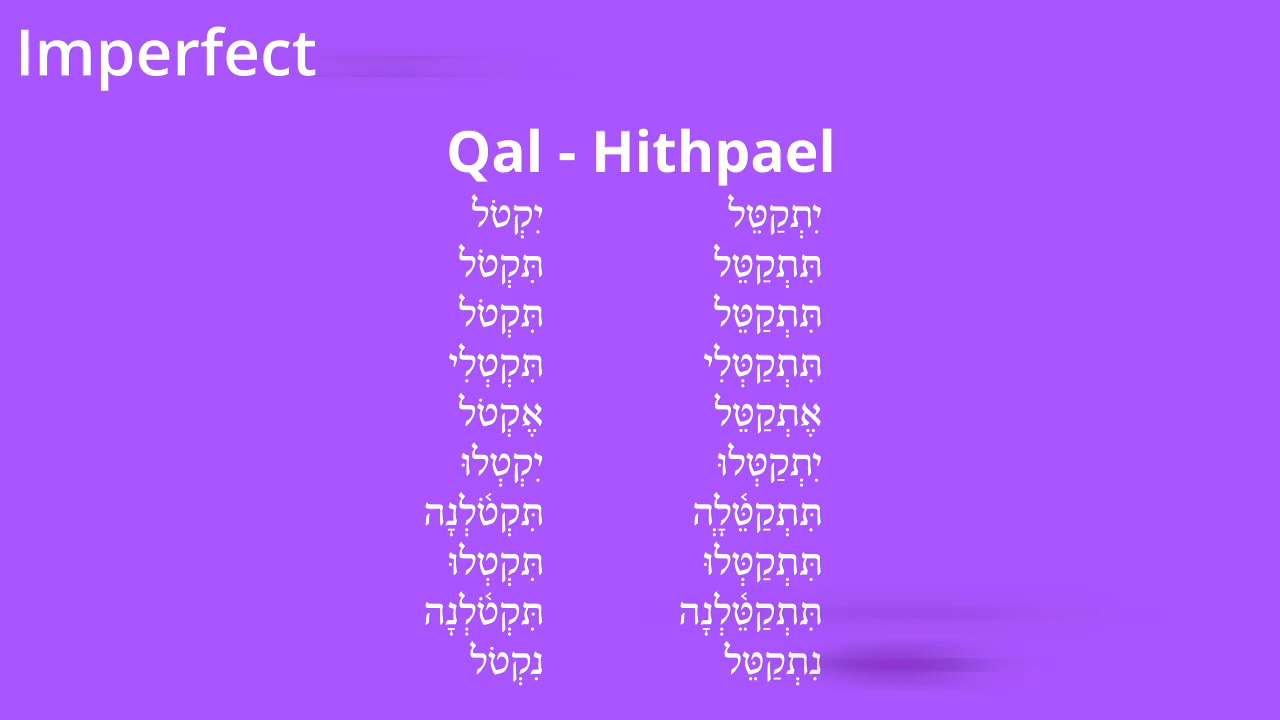 Imperfect
Qal - Hithpael
יִקְטֹל יִתְקַטֵּל
תִּקְטֹל תִּתְקַטֵּל
תִּקְטֹל תִּתְקַטֵּל
תִּקְטְלִי תִּתְקַטְּלִי
אֶקְטֹל אֶתְקַטֵּל
יִקְטְלוּ יִתְקַטְּלוּ
תִּקְטֹ֫לְנָה תִּתְקַטֵּ֫לְָה
תִּקְטְלוּ תִּתְקַטְּלוּ
תִּקְטֹ֫לְנָה תִּתְקַטֵּ֫לְנָה
נִקְטֹל נִתְקַטֵּל